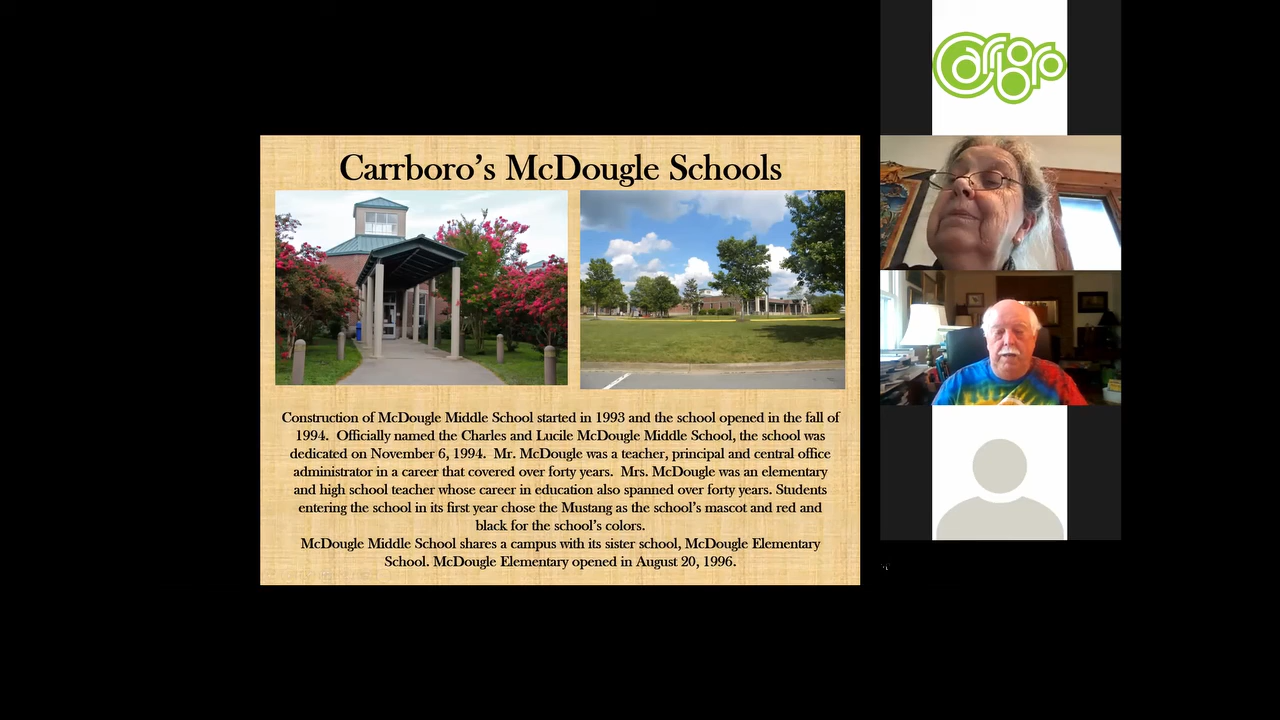 Carrboro's McDougle Schools
Construction of McDougle Middle School started in 1993 and the school opened in the fall of
1994.  Officially named the Charles and Lucile McDougle Middle School, the school was
dedicated on November 6, 1994.  Mr. McDougle was a teacher, principal and central office
administrator in a career that covered over forty years.  Mrs. McDougle was an elementary
and high school teacher whose career in education also spanned over forty years. Students
entering the school in its first year chose the Mustang as the school's mascot and red and
black for the school's colors.
McDougle Middle School shares a campus with its sister school, McDougle Elementary
School. McDougle Elementary opened in August 20, 1996.
Carrboro